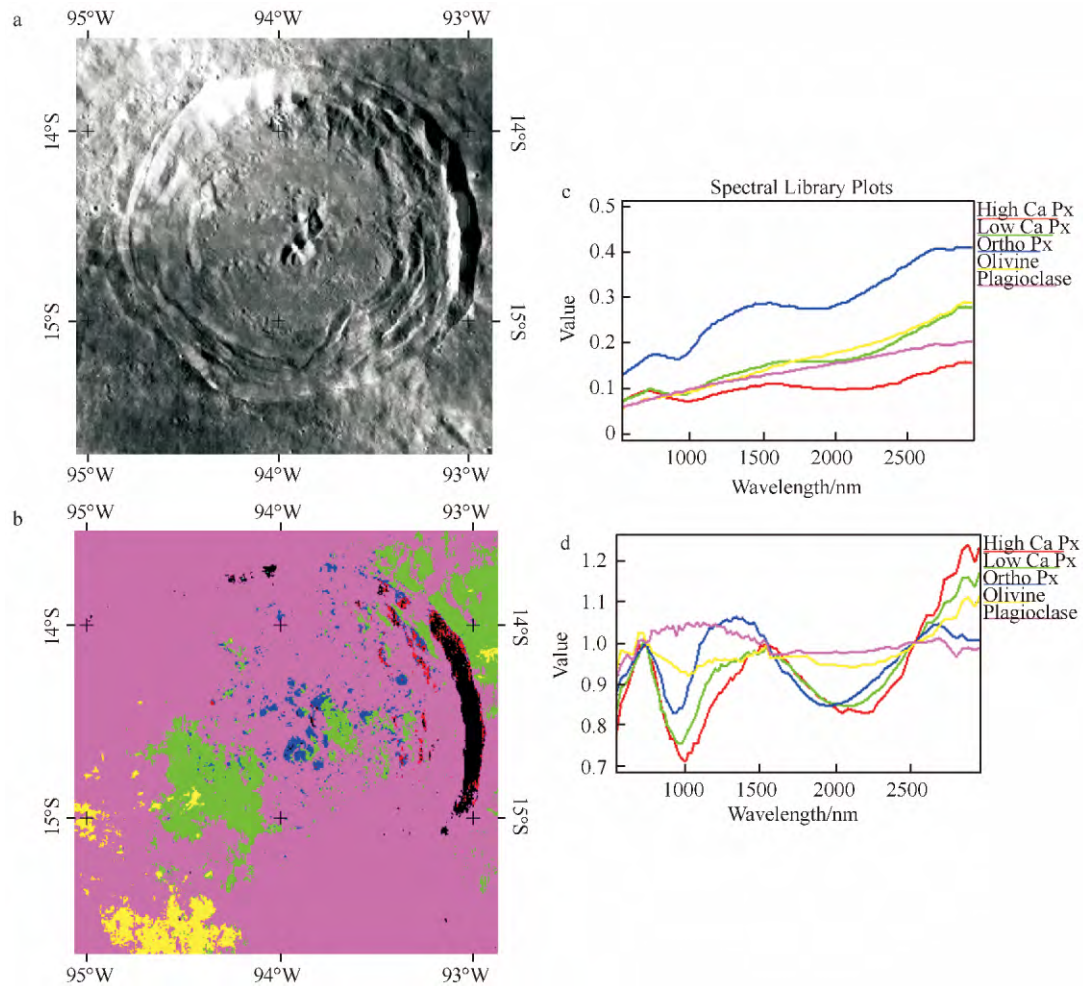 a
95°W 94°W 93°W
14°S 14°S
15°S 15°S
95°W 94°W 93°W
b
95°W 94°W 93°W
14°S 14°S
15°S 15°S
95°W 94°W 93°W
c
Spectral Library Plots
High Ca Px
Low Ca Px
Ortho Px
Olivine
Plagioclase
Value
0.5
0.4
0.3
0.2
0.1
0
1000 1500 2000 2500
Wavelength/nm
d
High Ca Px
Low Ca Px
Ortho Px
Olivine
Plagioclase
Value
1.2
1.1
1.0
0.9
0.8
0.7
1000 1500 2000 2500
Wavelength/nm